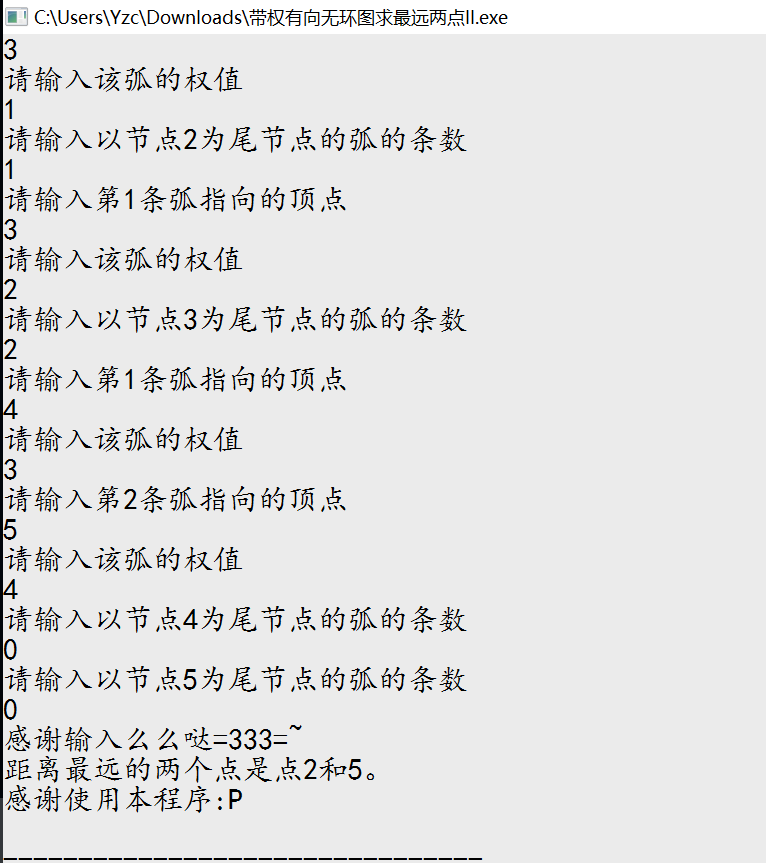 C:\Users\Yzc\Downloads\带权有向无环图求最远两点II.exe
3
请输入该弧的权值
1
请输入以节点2为尾节点的弧的条数
1
请输入第1条弧指向的顶点
3
请输入该弧的权值
2
请输入以节点3为尾节点的弧的条数
2
请输入第1条弧指向的顶点
4
请输入该弧的权值
3
请输入第2条弧指向的顶点
5
请输入该弧的权值
4
请输入以节点4为尾节点的弧的条数
0
请输入以节点5为尾节点的弧的条数
0
感谢输入么么哒=333=~
距离最远的两个点是点2和5。
感谢使用本程序:P
--------------------------------